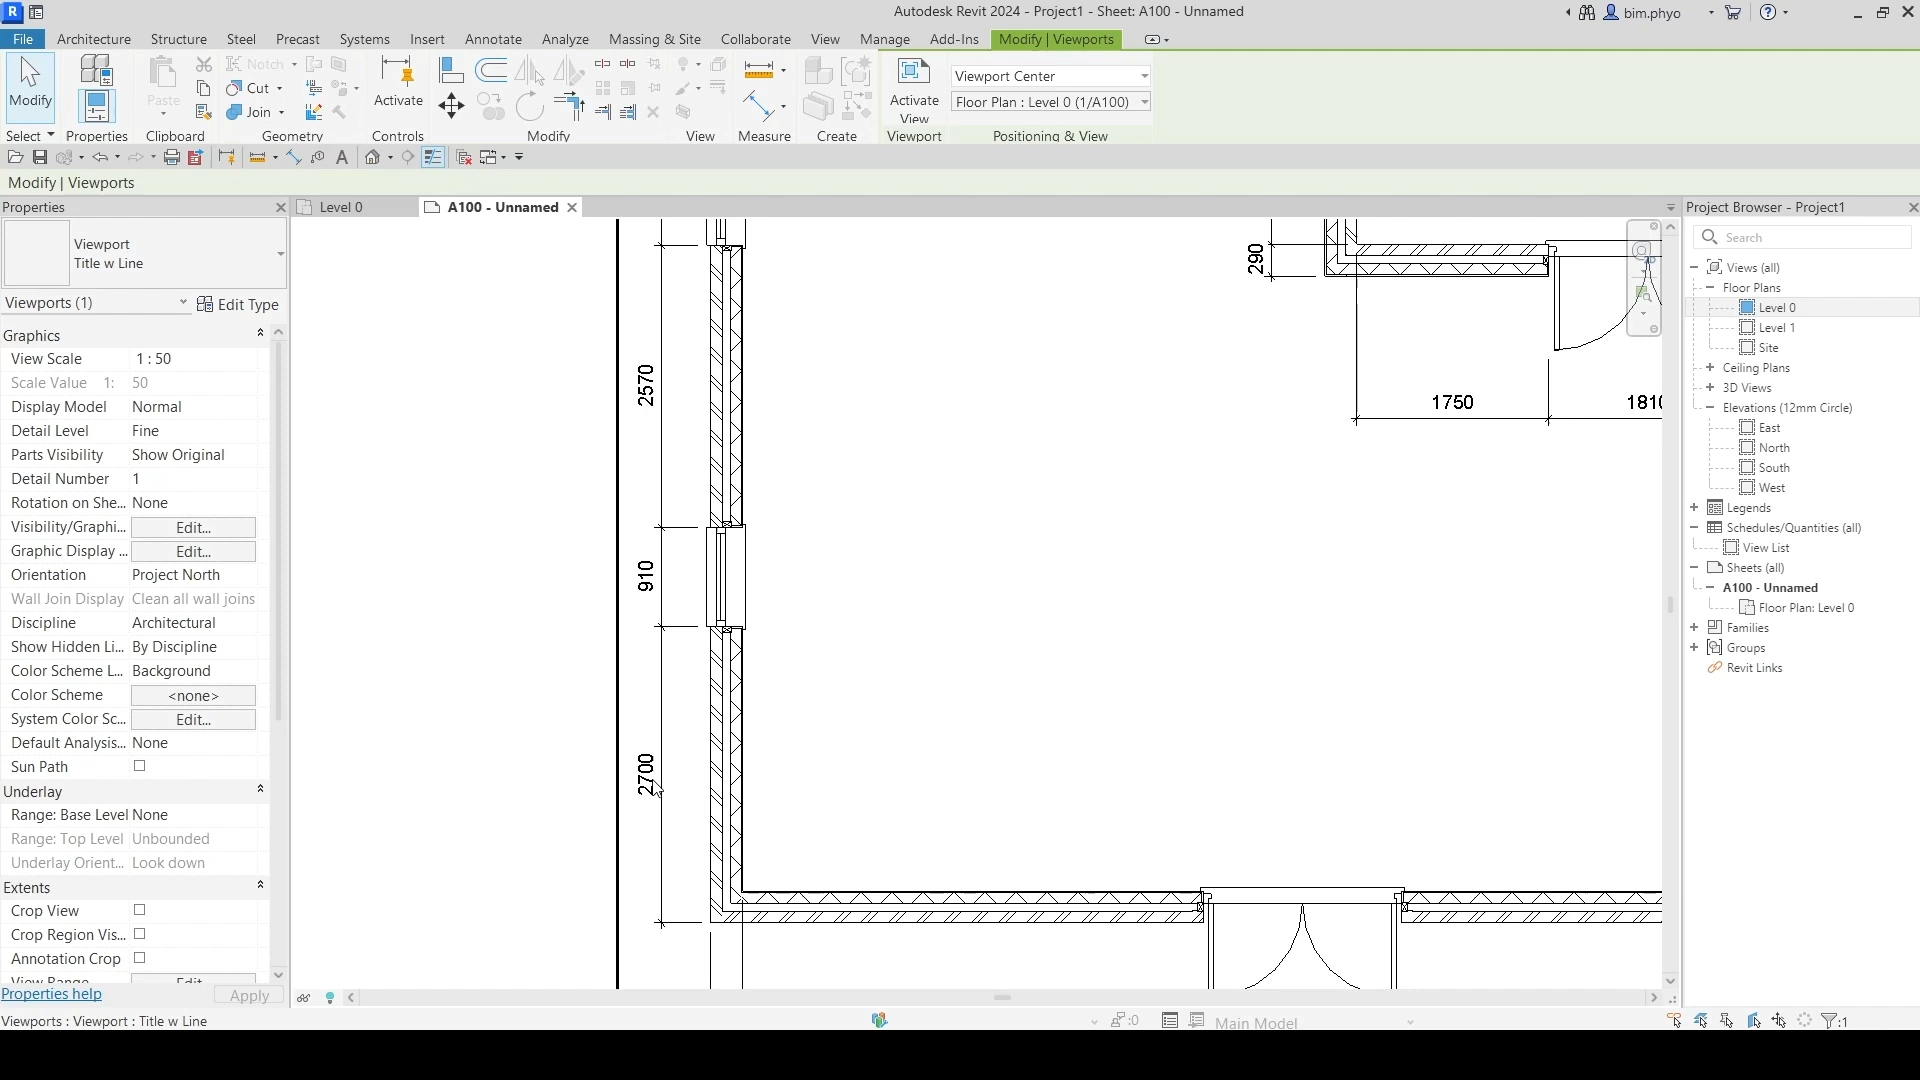 Autodesk Revit 2024 - Project1 - Sheet: A100 - Unnamed
bim.phyo
File Architecture Structure Steel Precast Systems Insert Annotate Analyze Massing & Site Collaborate View Manage Add-Ins Modify | Viewports
Modify
Paste
Notch
Cut
Join
Activate
Activate
View
Viewport Center
Floor Plan : Level 0 (1/A100)
Select Properties Clipboard Geometry Controls Modify View Measure Create Viewport Positioning & View
Modify | Viewports
Properties
Viewport
Title w Line
Viewports (1)
Edit Type
Graphics
View Scale 1 : 50
Scale Value 1: 50
Display Model Normal
Detail Level Fine
Parts Visibility Show Original
Detail Number 1
Rotation on She... None
Visibility/Graphi... Edit...
Graphic Display ... Edit...
Orientation Project North
Wall Join Display Clean all wall joins
Discipline Architectural
Show Hidden Li... By Discipline
Color Scheme L... Background
Color Scheme <none>
System Color Sc... Edit...
Default Analysis... None
Sun Path
Underlay
Range: Base Level None
Range: Top Level Unbounded
Underlay Orient... Look down
Extents
Crop View
Crop Region Vis...
Annotation Crop
View Range Edit...
Properties help
Apply
Level 0
A100 - Unnamed
2570
910
2700
290
1750
1810
Project Browser - Project1
Search
Views (all)
Floor Plans
Level 0
Level 1
Site
Ceiling Plans
3D Views
Elevations (12mm Circle)
East
North
South
West
Legends
Schedules/Quantities (all)
View List
Sheets (all)
A100 - Unnamed
Floor Plan: Level 0
Families
Groups
Revit Links
Viewports : Viewport : Title w Line
:0
Main Model
:1